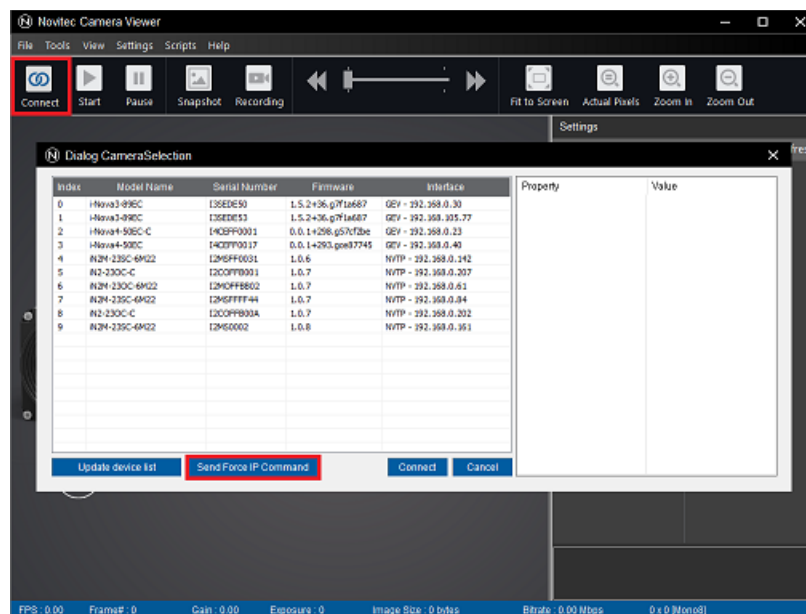 Novitec Camera Viewer
File Tools View Settings Scripts Help
Connect Start Pause Snapshot Recording Fit to Screen Actual Pixels Zoom In Zoom Out
Settings
Dialog CameraSelection
Index Model Name Serial Number Firmware Interface Property Value
0 i-Nova3-89EC I3SEDE50 1.5.2+36.g7f1a687 GEV - 192.168.0.30
1 i-Nova3-89EC I3SEDE53 1.5.2+36.g7f1a687 GEV - 192.168.105.77
2 i-Nova4-50EC-C I4CEFF0001 0.0.1+298.g57cf2be GEV - 192.168.0.23
3 i-Nova4-50EC I4CEFF0017 GEV - 192.168.0.40
4 iN2M-23SC-6M22 I2MSFF0031 1.0.6 NVTP - 192.168.0.142
5 iN2-23OC-C 1.0.7 NVTP - 192.168.0.207
6 iN2M-23OC-6M22 1.0.7 NVTP - 192.168.0.61
7 iN2M-23SC-6M22 I2MSFFFF44 1.0.7 NVTP - 192.168.0.84
8 iN2-23OC-C 1.0.7 NVTP - 192.168.0.202
9 iN2M-23SC-6M22 I2MS0002 1.0.8 NVTP - 192.168.0.161
Update device list Send Force IP Command Connect Cancel
FPS : 0.00 Frame# : 0 Gain : 0.00 Exposure : 0 Image Size : 0 bytes Bitrate : 0.00 Mbps 0 x 0 [Mono8]